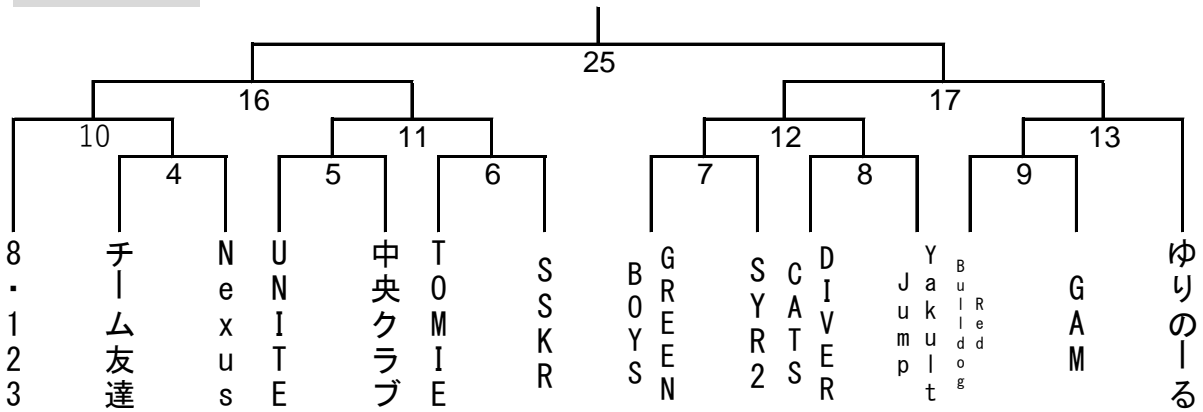 25
16
17
10
11
12
13
4
5
6
7
8
9
8・123
チーム友達
Nexus
UNITE
中央クラブ
TOMIE
SSKR
GREEN
BOYS
SYR2
DIVER
CATS
Yakult
Jump
Red
Bulldog
GAM
ゆりのーる